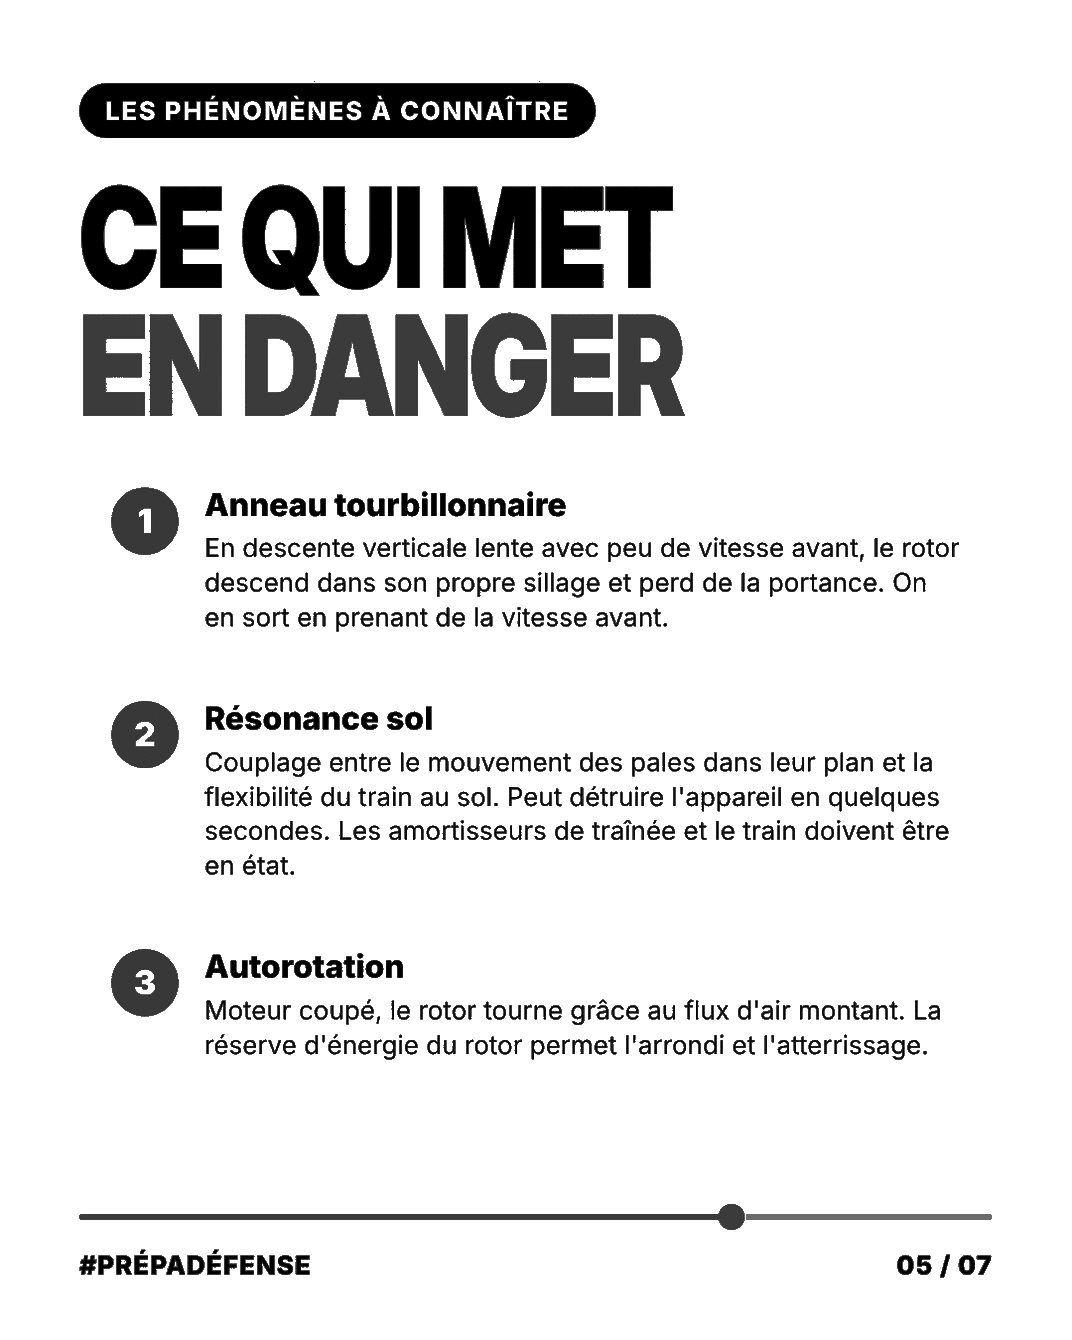 LES PHÉNOMÈNES À CONNAÎTRE
CE QUI MET
EN DANGER
1
Anneau tourbillonnaire
En descente verticale lente avec peu de vitesse avant, le rotor
descend dans son propre sillage et perd de la portance. On
en sort en prenant de la vitesse avant.
2
Résonance sol
Couplage entre le mouvement des pales dans leur plan et la
flexibilité du train au sol. Peut détruire l'appareil en quelques
secondes. Les amortisseurs de traînée et le train doivent être
en état.
3
Autorotation
Moteur coupé, le rotor tourne grâce au flux d'air montant. La
réserve d'énergie du rotor permet l'arrondi et l'atterrissage.
#PRÉPADÉFENSE
05 / 07